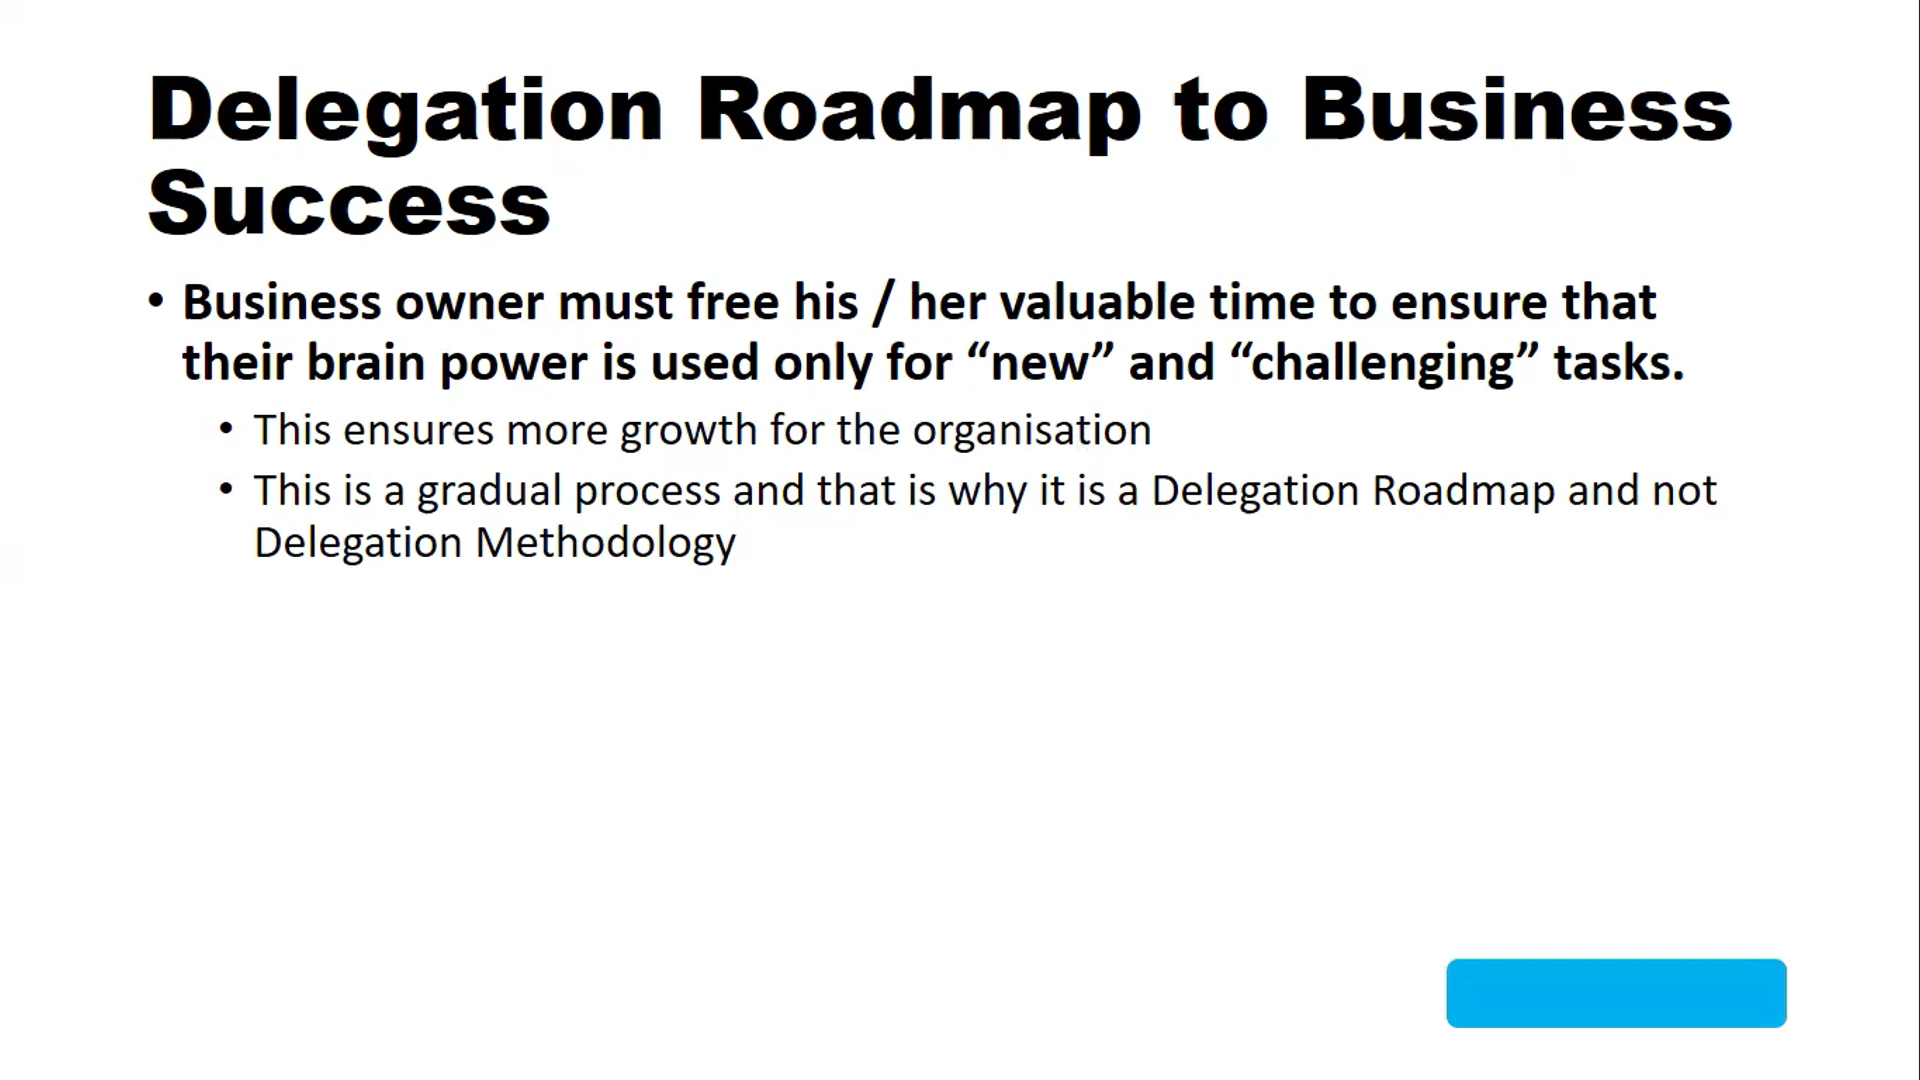 Delegation Roadmap to Business
Success
• Business owner must free his / her valuable time to ensure that
their brain power is used only for “new” and “challenging” tasks.
• This ensures more growth for the organisation
• This is a gradual process and that is why it is a Delegation Roadmap and not
Delegation Methodology